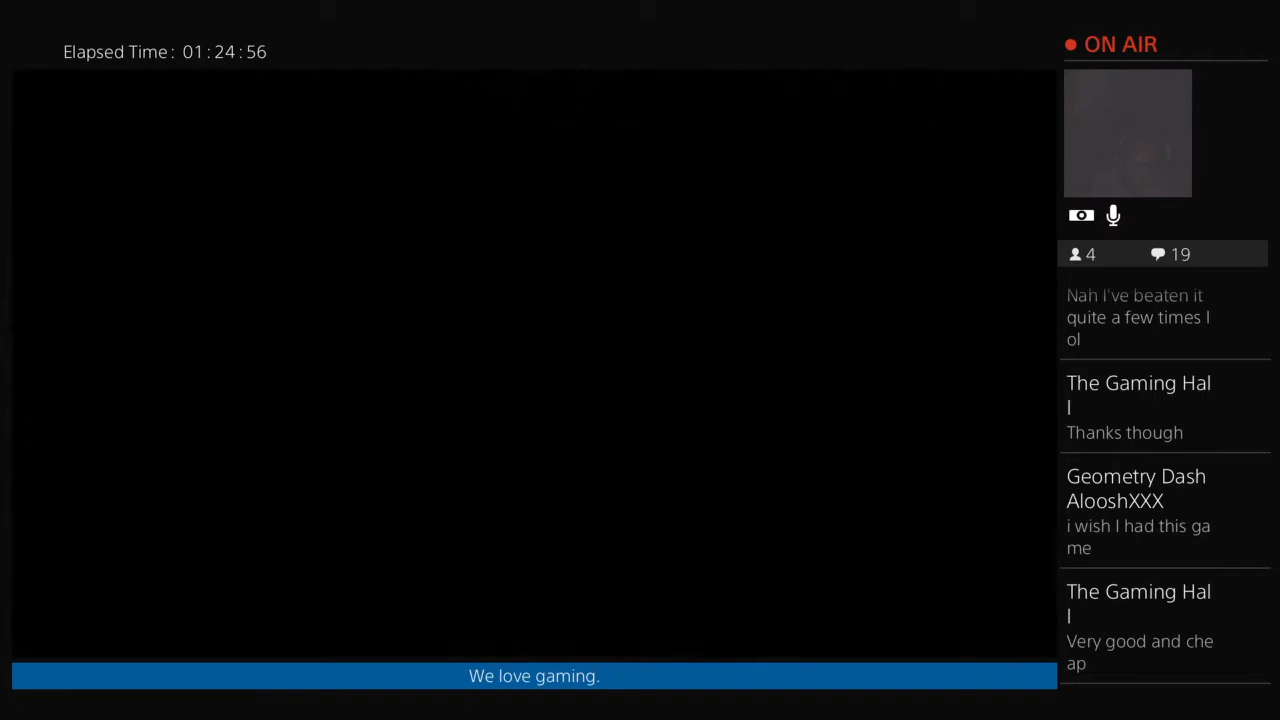 Elapsed Time: 01:24:56
ON AIR
4 19
Nah I've beaten it
quite a few times l
ol
The Gaming Hal
l
Thanks though
Geometry Dash
AlooshXXX
i wish I had this ga
me
The Gaming Hal
l
Very good and che
ap
We love gaming.